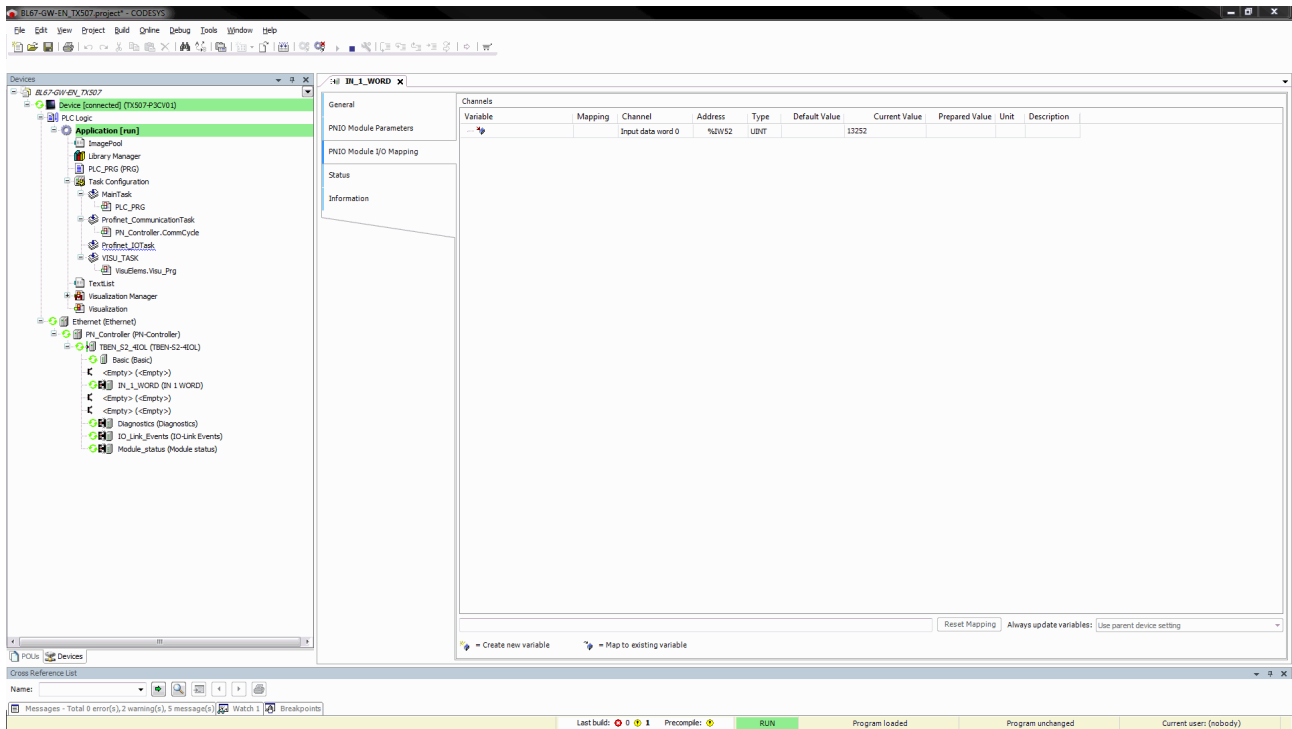 BL67-GW-EN_TX507.project* - CODESYS
File Edit View Project Build Online Debug Tools Window Help
Devices
BL67-GW-EN_TX507
Device [connected] (TX507-P3CV01)
PLC Logic
Application [run]
ImagePool
Library Manager
PLC_PRG (PRG)
Task Configuration
MainTask
PLC_PRG
Profinet_CommunicationTask
PN_Controller.CommCycle
Profinet_IOTask
VISU_TASK
VisuElems.Visu_Prg
TextList
Visualization Manager
Visualization
Ethernet (Ethernet)
PN_Controller (PN-Controller)
TBEN_S2_4IOL (TBEN-S2-4IOL)
Basic (Basic)
<Empty> (<Empty>)
IN_1_WORD (IN 1 WORD)
<Empty> (<Empty>)
<Empty> (<Empty>)
Diagnostics (Diagnostics)
IO_Link_Events (IO-Link Events)
Module_status (Module status)
POUs Devices
IN_1_WORD
General
PNIO Module Parameters
PNIO Module I/O Mapping
Status
Information
Channels
Variable Mapping Channel Address Type Default Value Current Value Prepared Value Unit Description
Input data word 0 %IW52 UINT 13252
Reset Mapping Always update variables: Use parent device setting
= Create new variable = Map to existing variable
Cross Reference List
Name:
Messages - Total 0 error(s), 2 warning(s), 5 message(s) Watch 1 Breakpoints
Last build: 0 1 Precompile: RUN Program loaded Program unchanged Current user: (nobody)